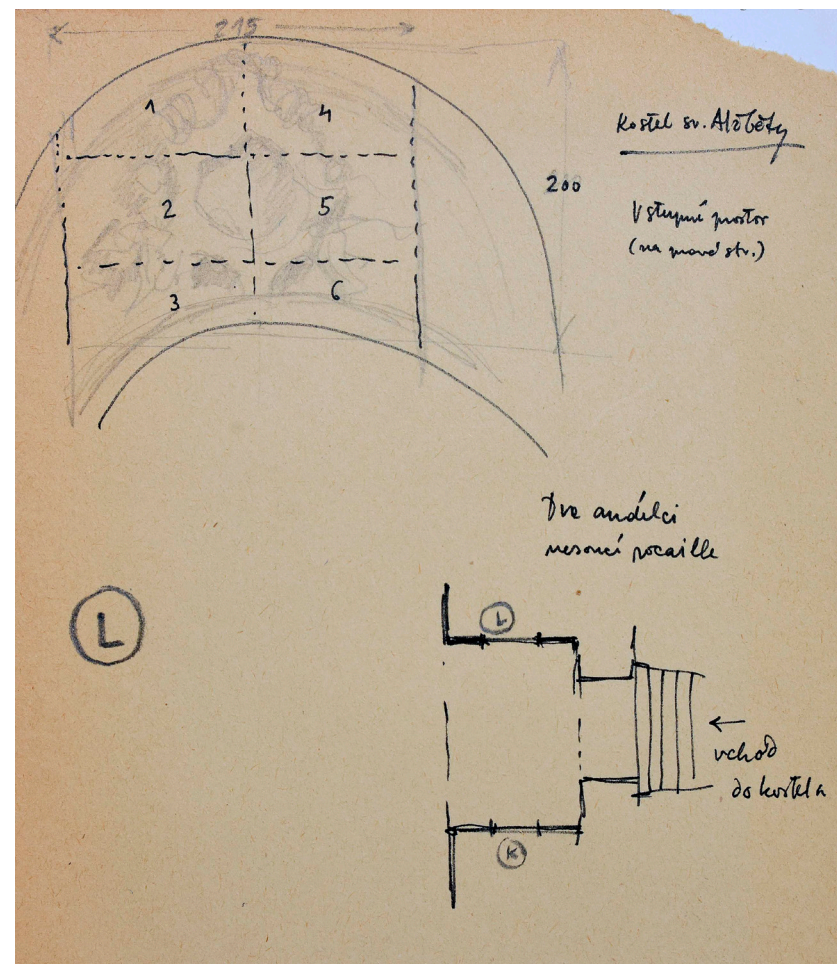 215
1
4
Kostel sv. Alžběty
200
2
5
Vstupní prostor
(na pravé str.)
3
6
Dva andělci
nesoucí rocaille
L
L
vchod
do kostela
K